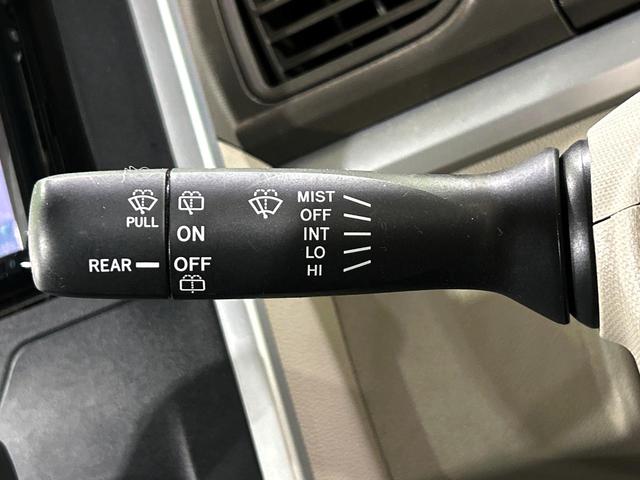 PULL
REAR
ON
OFF
MIST
OFF
INT
LO
HI